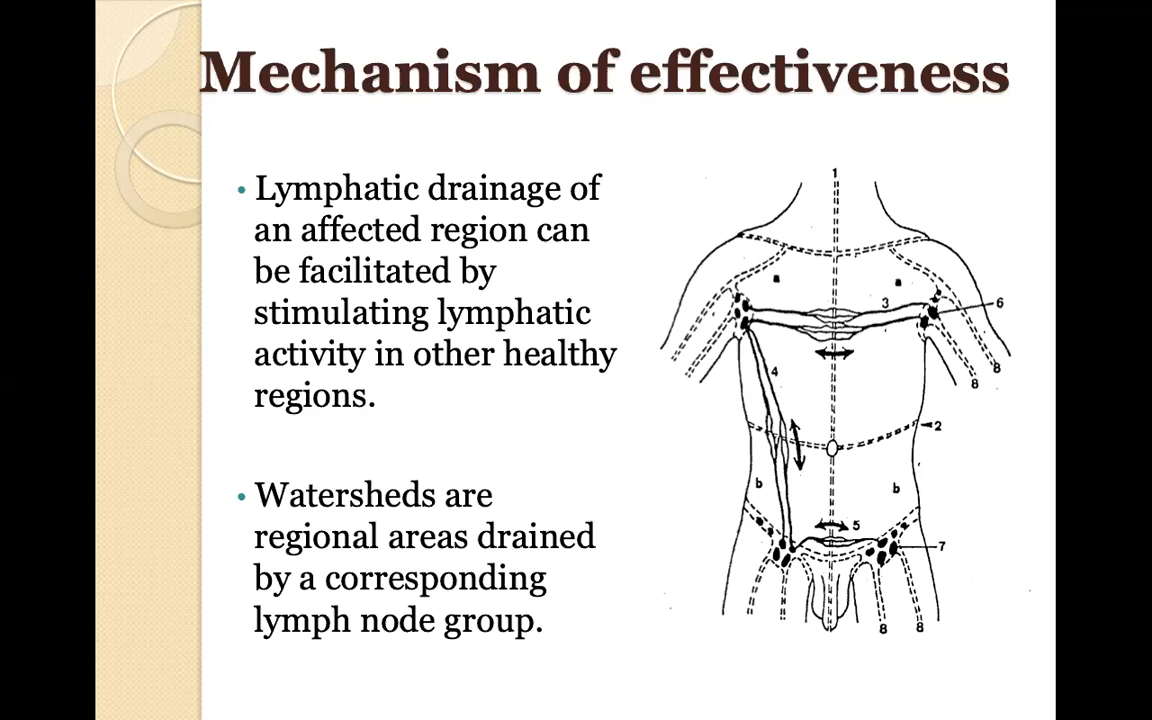 Mechanism of effectiveness
• Lymphatic drainage of
an affected region can
be facilitated by
stimulating lymphatic
activity in other healthy
regions.
• Watersheds are
regional areas drained
by a corresponding
lymph node group.
1
a a
3
6
4
8
8
2
b b
5
7
8 8